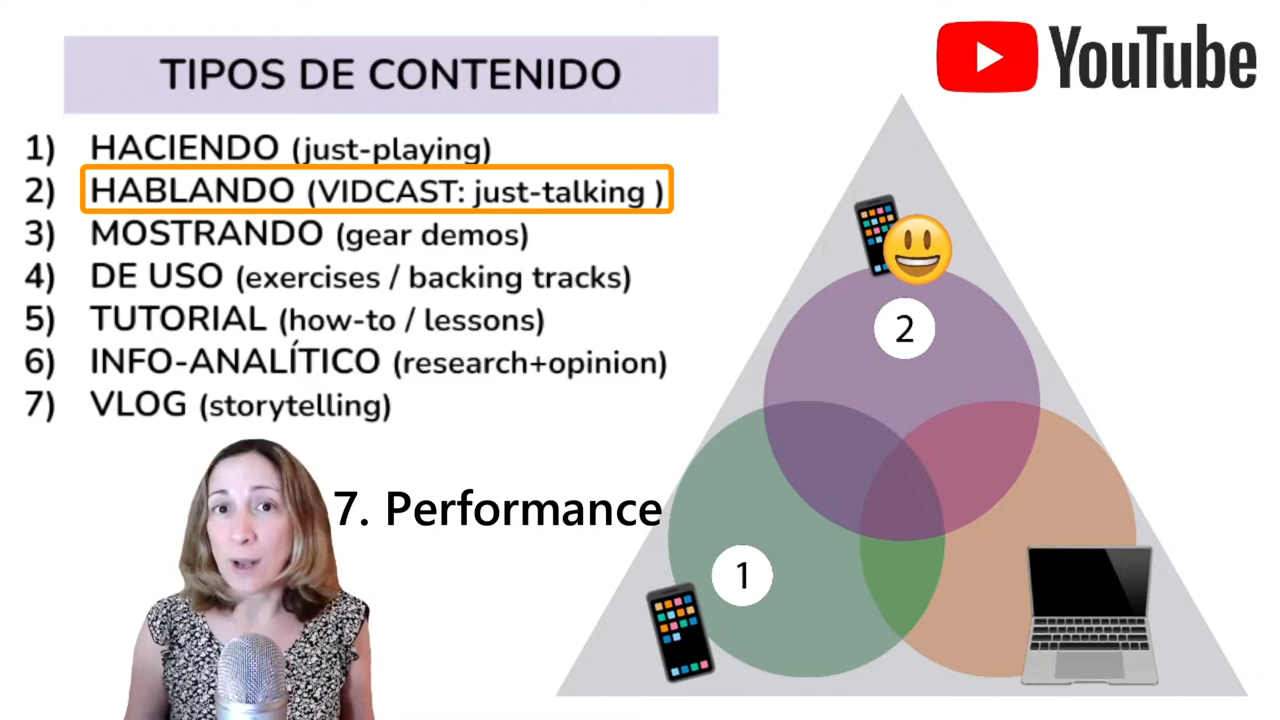 YouTube
TIPOS DE CONTENIDO
1) HACIENDO (just-playing)
2) HABLANDO (VIDCAST: just-talking )
3) MOSTRANDO (gear demos)
4) DE USO (exercises / backing tracks)
5) TUTORIAL (how-to / lessons)
6) INFO-ANALÍTICO (research+opinion)
7) VLOG (storytelling)
2
7. Performance
1